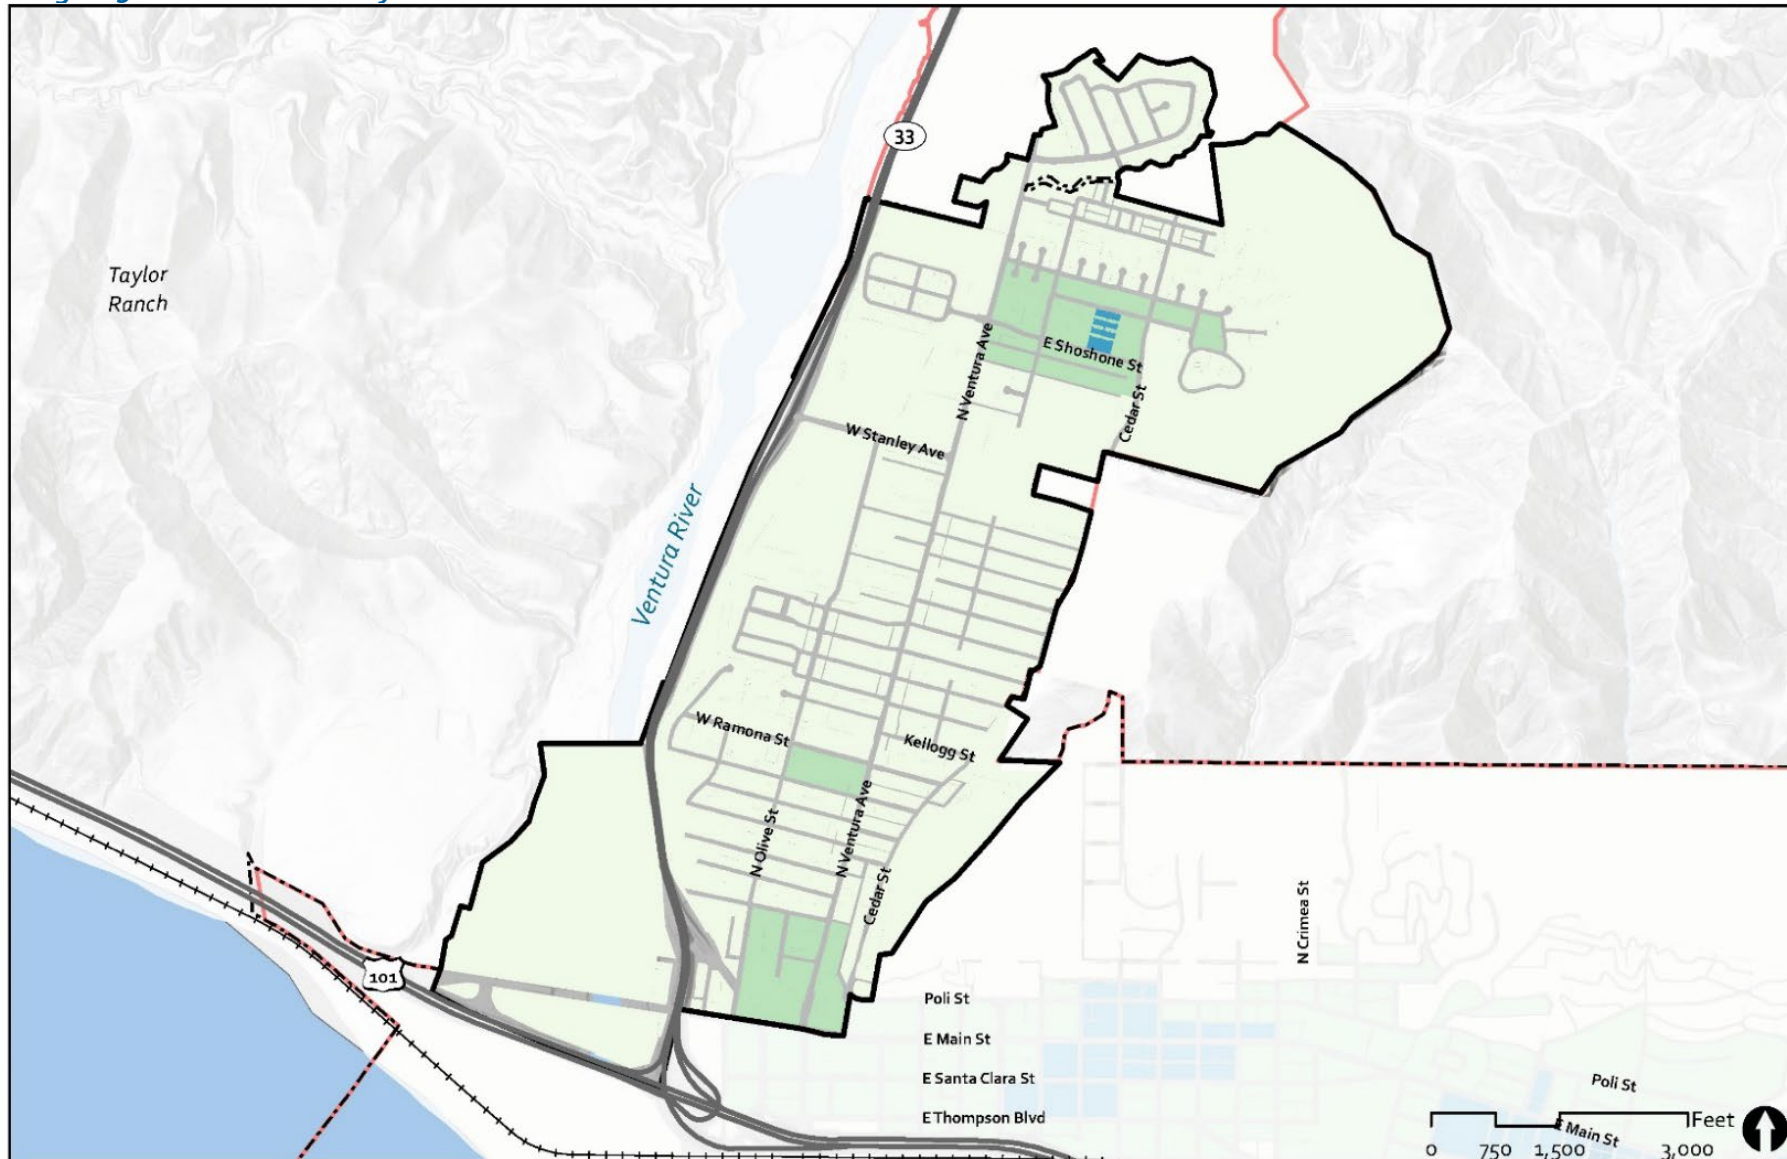 33
Taylor
Ranch
N Ventura Ave
E Shoshone St
Cedar St
W Stanley Ave
Ventura River
W Ramona St
Kellogg St
N Olive St
N Ventura Ave
Cedar St
N Crimea St
101
Poli St
E Main St
E Santa Clara St
E Thompson Blvd
Poli St
E Main St
Feet
0 750 1,500 3,000